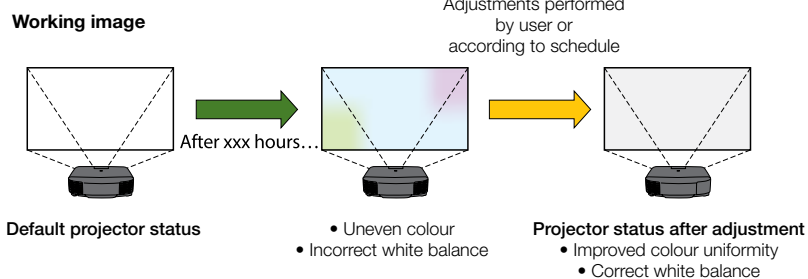 Working image
Adjustments performed
by user or
according to schedule
After xxx hours…
Default projector status
• Uneven colour
• Incorrect white balance
Projector status after adjustment
• Improved colour uniformity
• Correct white balance